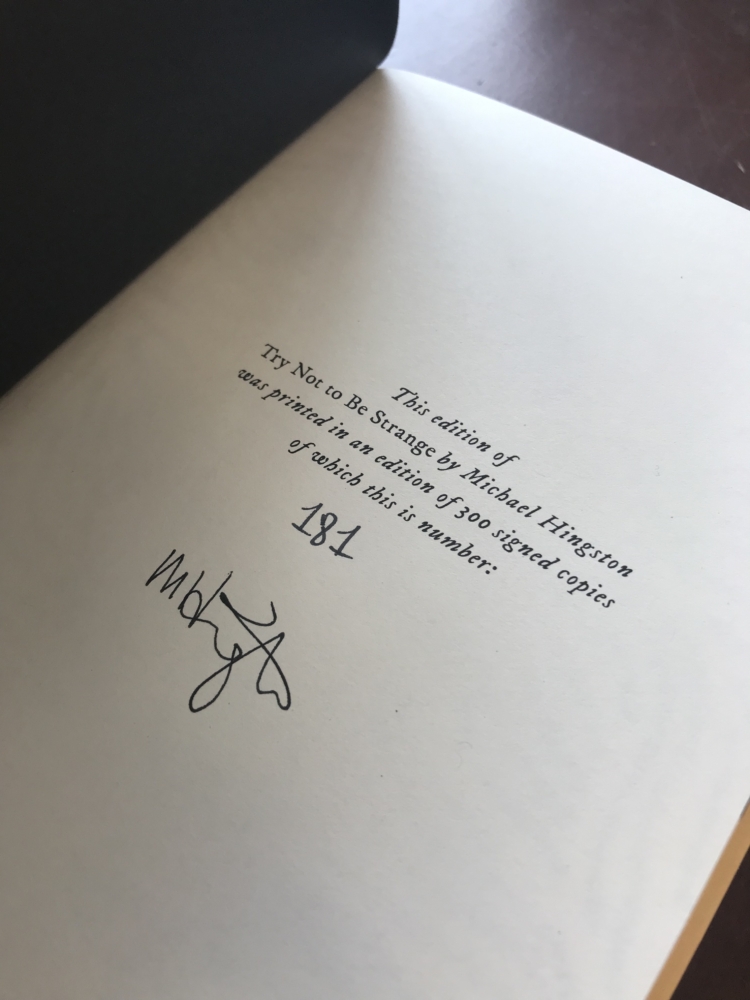 This edition of
Try Not to Be Strange by Michael Hingston
was printed in an edition of 300 signed copies
of which this is number:
181